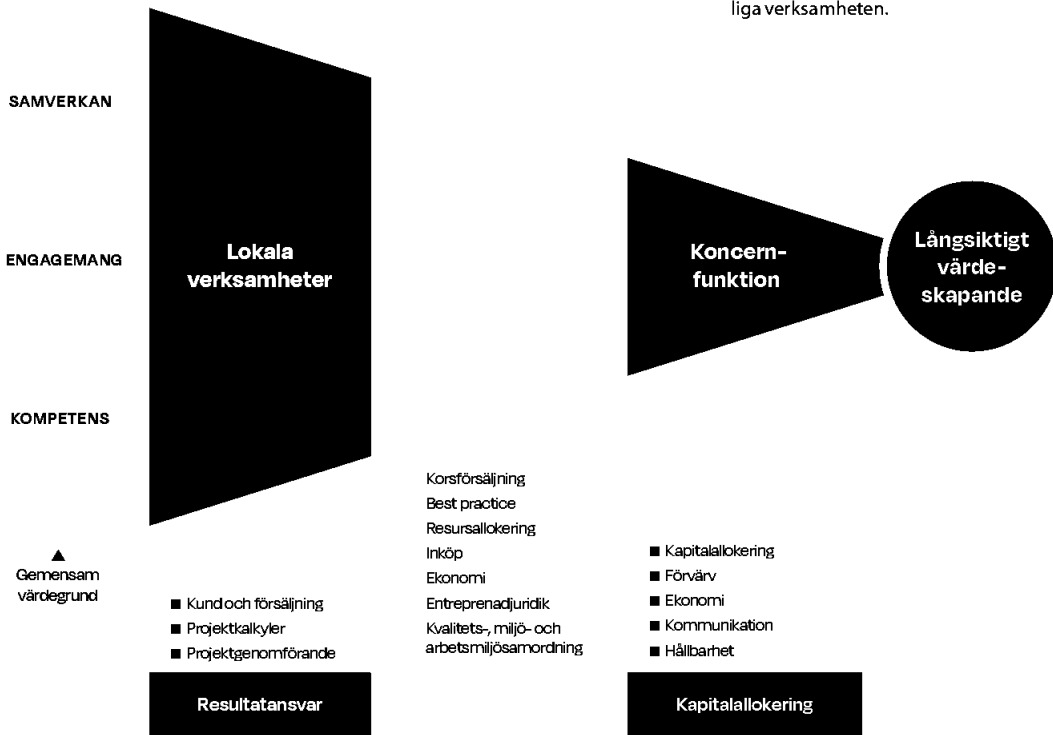 liga verksamheten.
SAMVERKAN
ENGAGEMANG
KOMPETENS
Gemensam
värdegrund
Lokala
verksamheter
Kund och försäljning
Projektkalkyler
Projektgenomförande
Resultatansvar
Korsförsäljning
Best practice
Resursallokering
Inköp
Ekonomi
Entreprenadjuridik
Kvalitets-, miljö- och
arbetsmiljösamordning
Koncern-
funktion
Kapitalallokering
Förvärv
Ekonomi
Kommunikation
Hållbarhet
Kapitalallokering
Långsiktigt
värde-
skapande